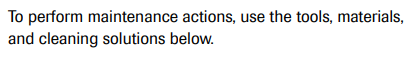 To perform maintenance actions, use the tools, materials,
and cleaning solutions below.